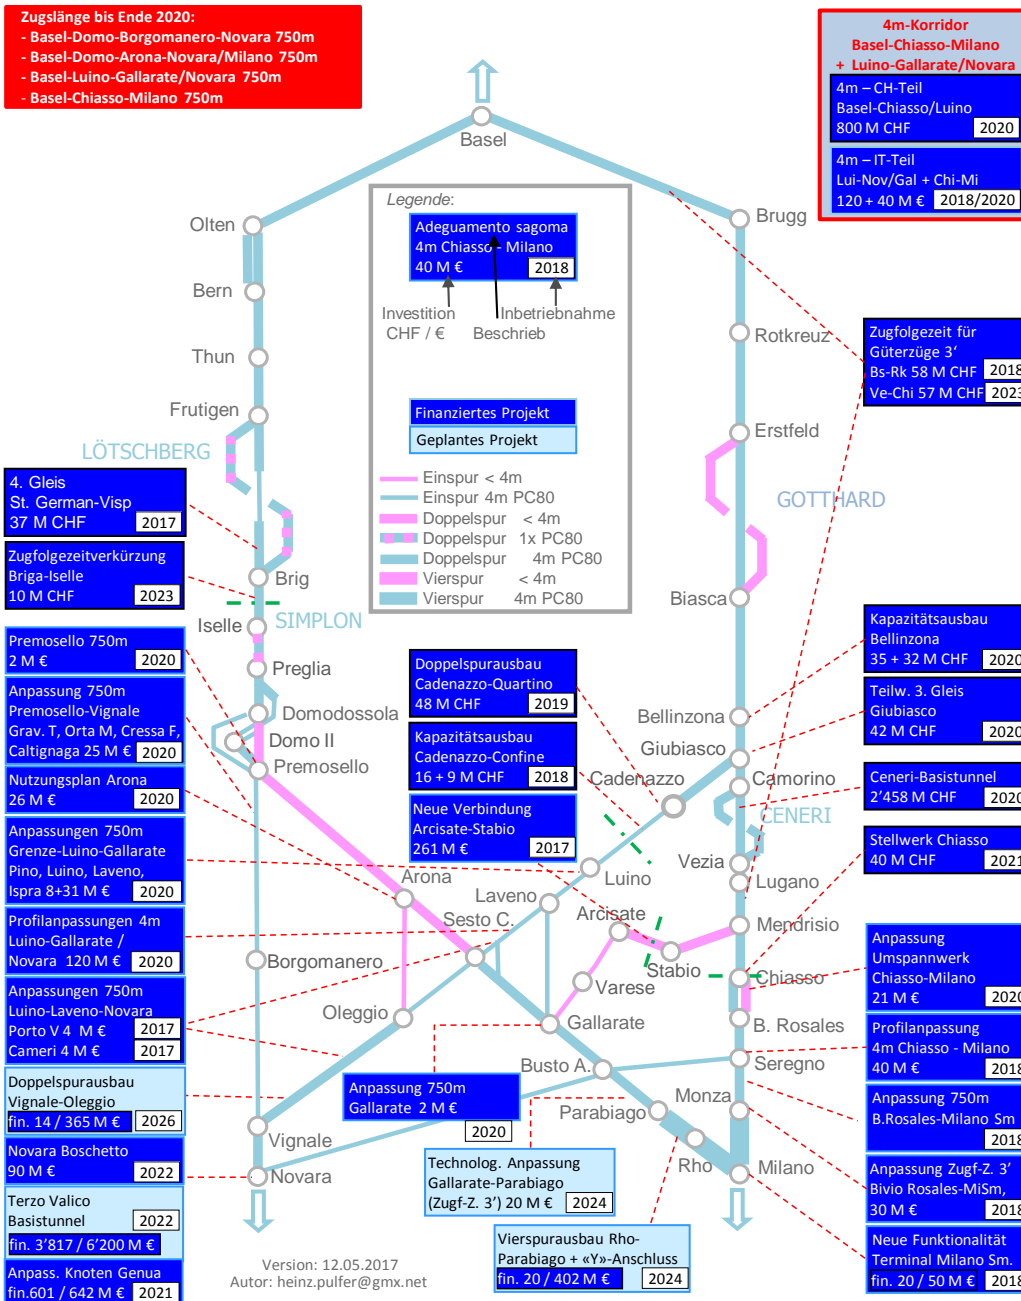 Zugslänge bis Ende 2020:
- Basel-Domo-Borgomanero-Novara 750m
- Basel-Domo-Arona-Novara/Milano 750m
- Basel-Luino-Gallarate/Novara 750m
- Basel-Chiasso-Milano 750m
4m-Korridor
Basel-Chiasso-Milano
+ Luino-Gallarate/Novara
4m – CH-Teil
Basel-Chiasso/Luino
800 M CHF 2020
4m – IT-Teil
Lui-Nov/Gal + Chi-Mi
120 + 40 M € 2018/2020
Basel
Olten
Bern
Thun
Frutigen
LÖTSCHBERG
Brig
SIMPLON
Iselle
Preglia
Domodossola
Domo II
Premosello
Legende:
Adeguamento sagoma
4m Chiasso - Milano
40 M € 2018
Investition
CHF / €
Inbetriebnahme
Beschrieb
Finanziertes Projekt
Geplantes Projekt
Einspur < 4m
Einspur 4m PC80
Doppelspur < 4m
Doppelspur 1x PC80
Doppelspur 4m PC80
Vierspur < 4m
Vierspur 4m PC80
Brugg
Rotkreuz
Erstfeld
GOTTHARD
Biasca
Bellinzona
Giubiasco
Cadenazzo
Camorino
CENERI
Vezia
Lugano
Mendrisio
Chiasso
B. Rosales
Seregno
Monza
Milano
Luino
Laveno
Arcisate
Stabio
Varese
Arona
Sesto C.
Borgomanero
Oleggio
Gallarate
Busto A.
Parabiago
Rho
Vignale
Novara
4. Gleis
St. German-Visp
37 M CHF 2017
Zugfolgezeitverkürzung
Briga-Iselle
10 M CHF 2023
Premosello 750m
2 M € 2020
Anpassung 750m
Premosello-Vignale
Grav. T, Orta M, Cressa F,
Caltignaga 25 M € 2020
Nutzungsplan Arona
26 M € 2020
Anpassungen 750m
Grenze-Luino-Gallarate
Pino, Luino, Laveno,
Ispra 8+31 M € 2020
Profilanpassungen 4m
Luino-Gallarate /
Novara 120 M € 2020
Anpassungen 750m
Luino-Laveno-Novara
Porto V 4 M € 2017
Cameri 4 M € 2017
Doppelspurausbau
Vignale-Oleggio
fin. 14 / 365 M € 2026
Novara Boschetto
90 M € 2022
Terzo Valico
Basistunnel 2022
fin. 3’817 / 6’200 M €
Anpass. Knoten Genua
fin.601 / 642 M € 2021
Doppelspurausbau
Cadenazzo-Quartino
48 M CHF 2019
Kapazitätsausbau
Cadenazzo-Confine
16 + 9 M CHF 2018
Neue Verbindung
Arcisate-Stabio
261 M € 2017
Anpassung 750m
Gallarate 2 M €
2020
Technolog. Anpassung
Gallarate-Parabiago
(Zugf-Z. 3’) 20 M € 2024
Vierspurausbau Rho-
Parabiago + «Y»-Anschluss
fin. 20 / 402 M € 2024
Zugfolgezeit für
Güterzüge 3‘
Bs-Rk 58 M CHF 2018
Ve-Chi 57 M CHF 2023
Kapazitätsausbau
Bellinzona
35 + 32 M CHF 2020
Teilw. 3. Gleis
Giubiasco
42 M CHF 2020
Ceneri-Basistunnel
2’458 M CHF 2020
Stellwerk Chiasso
40 M CHF 2021
Anpassung
Umspannwerk
Chiasso-Milano
21 M € 2020
Profilanpassung
4m Chiasso - Milano
40 M € 2018
Anpassung 750m
B.Rosales-Milano Sm
2018
Anpassung Zugf-Z. 3’
Bivio Rosales-MiSm,
30 M € 2018
Neue Funktionalität
Terminal Milano Sm.
fin. 20 / 50 M € 2018
Version: 12.05.2017
Autor: heinz.pulfer@gmx.net